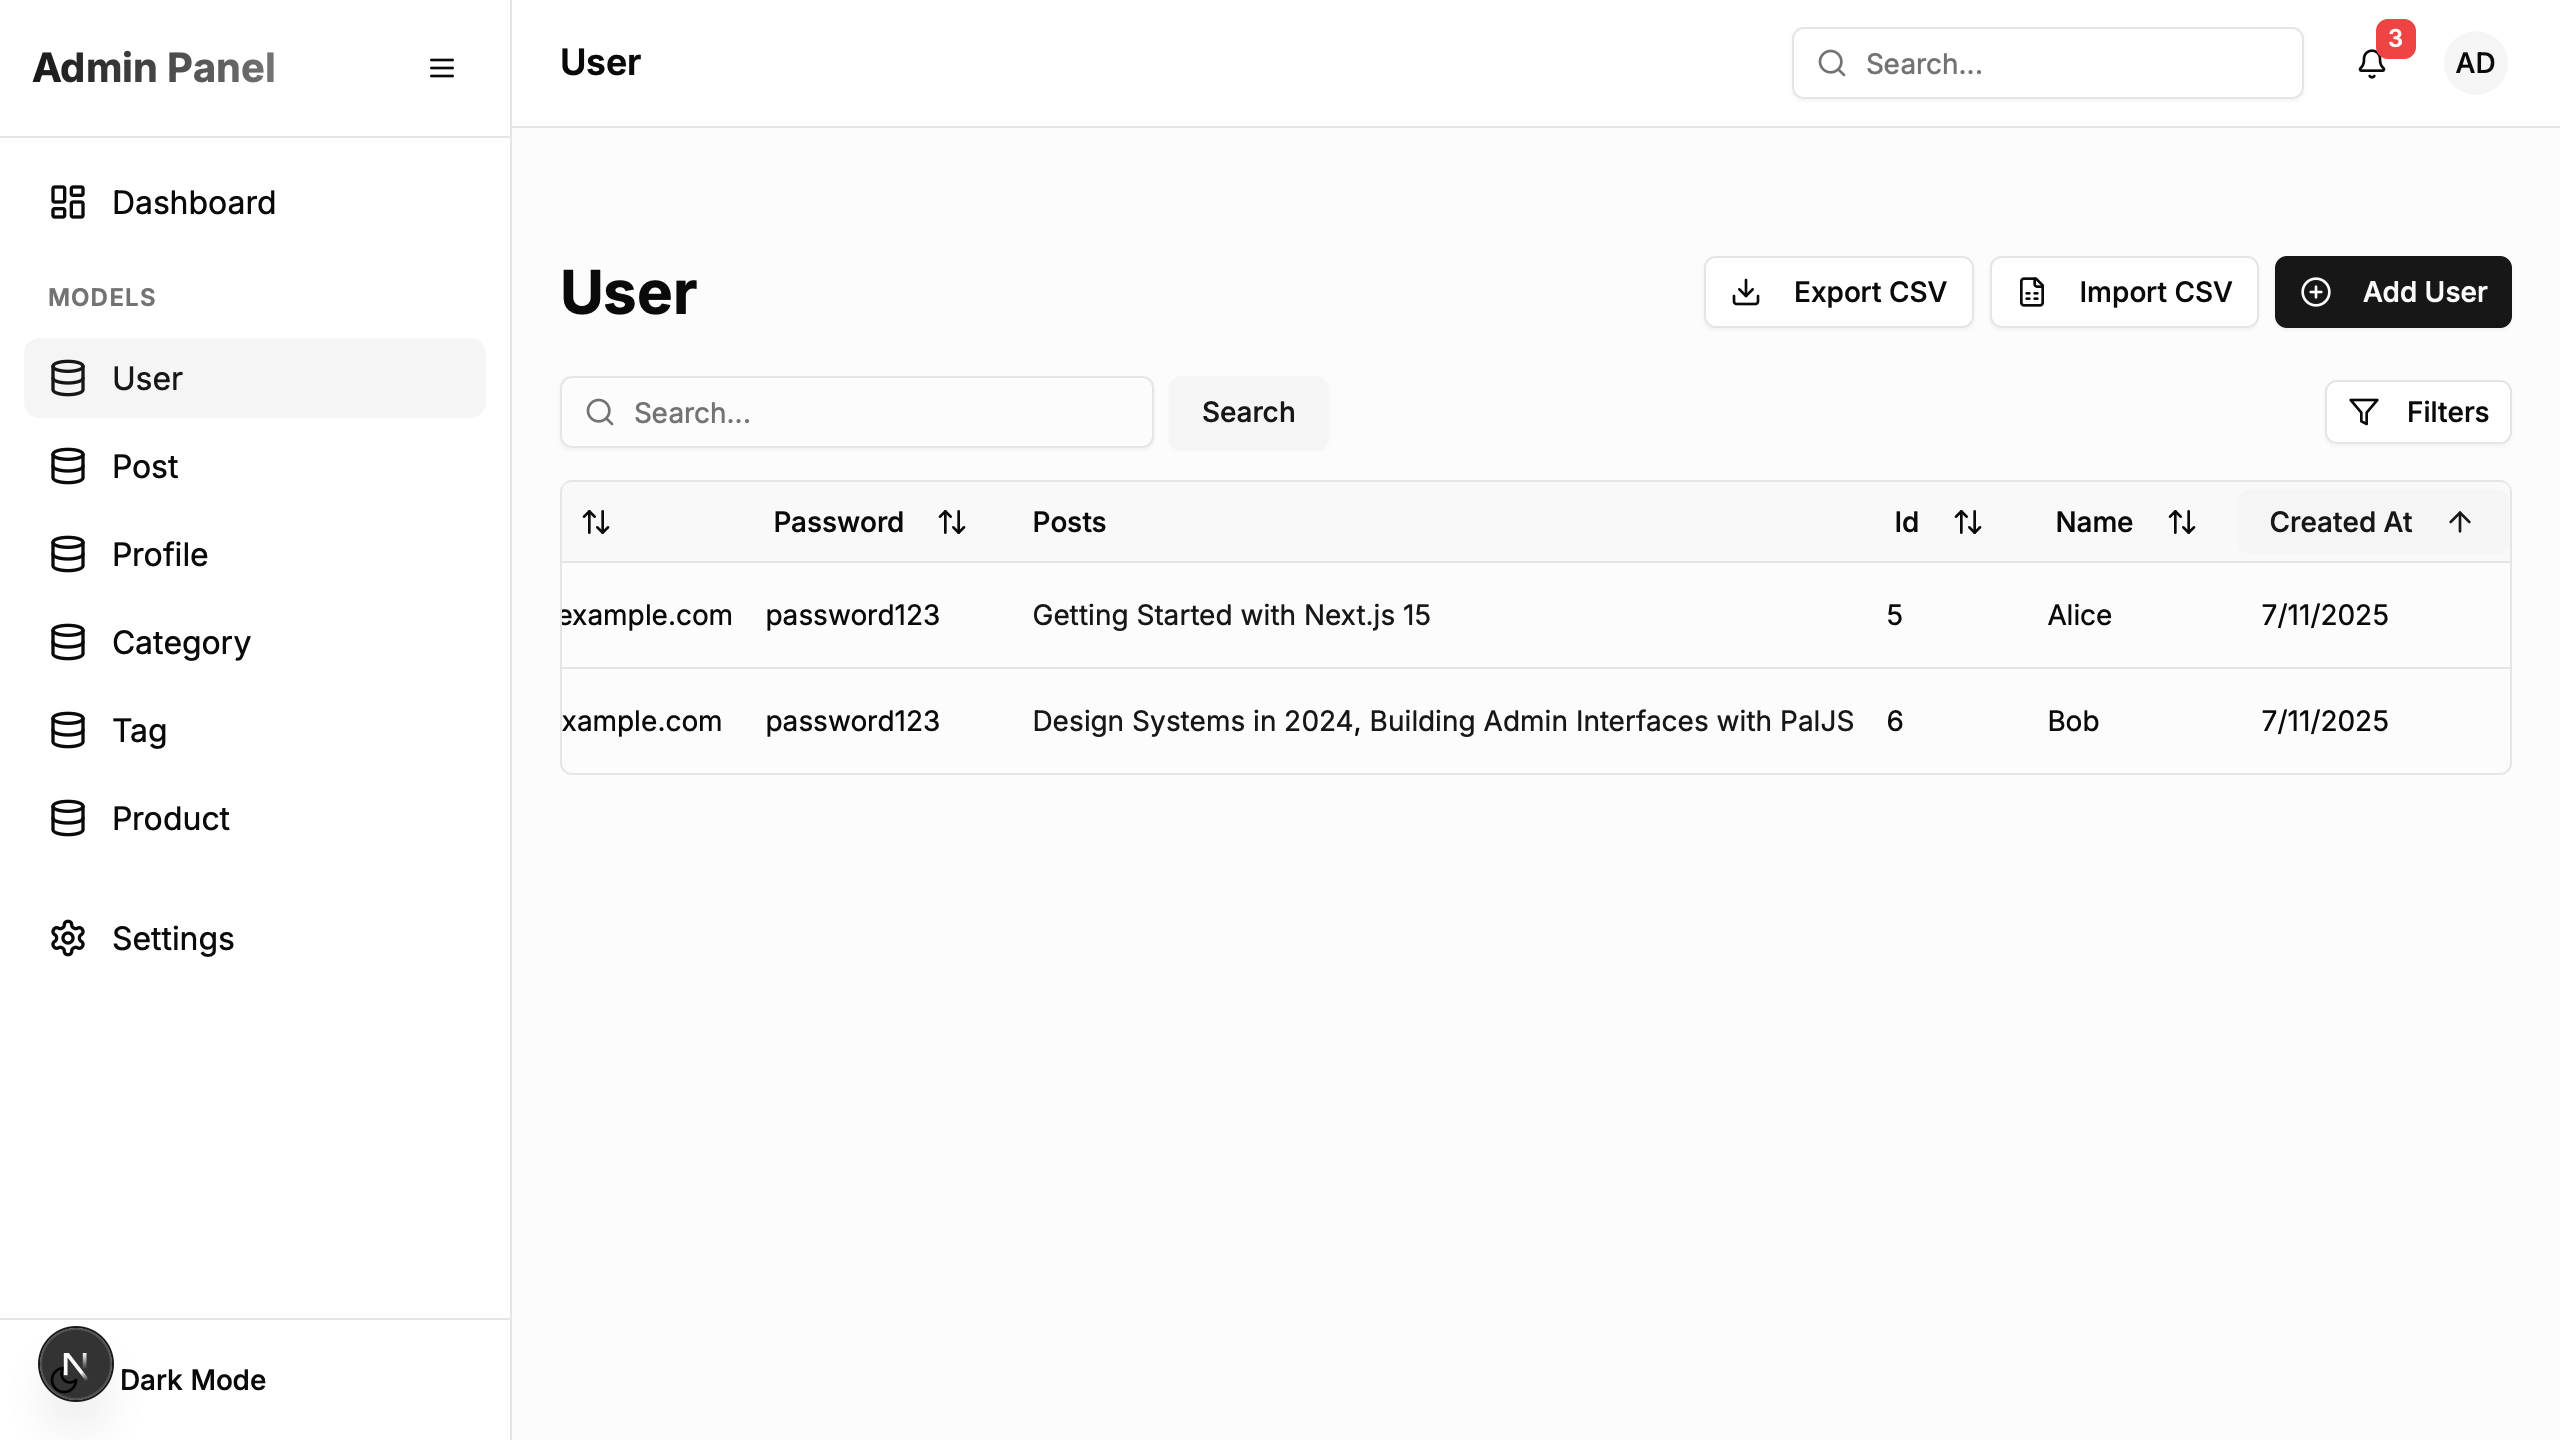 Admin Panel
User
Search...
3
AD
Dashboard
MODELS
User
Post
Profile
Category
Tag
Product
Settings
N
Dark Mode
User
Export CSV
Import CSV
Add User
Search...
Search
Filters
Password Posts Id Name Created At
example.com password123 Getting Started with Next.js 15 5 Alice 7/11/2025
xample.com password123 Design Systems in 2024, Building Admin Interfaces with PalJS 6 Bob 7/11/2025